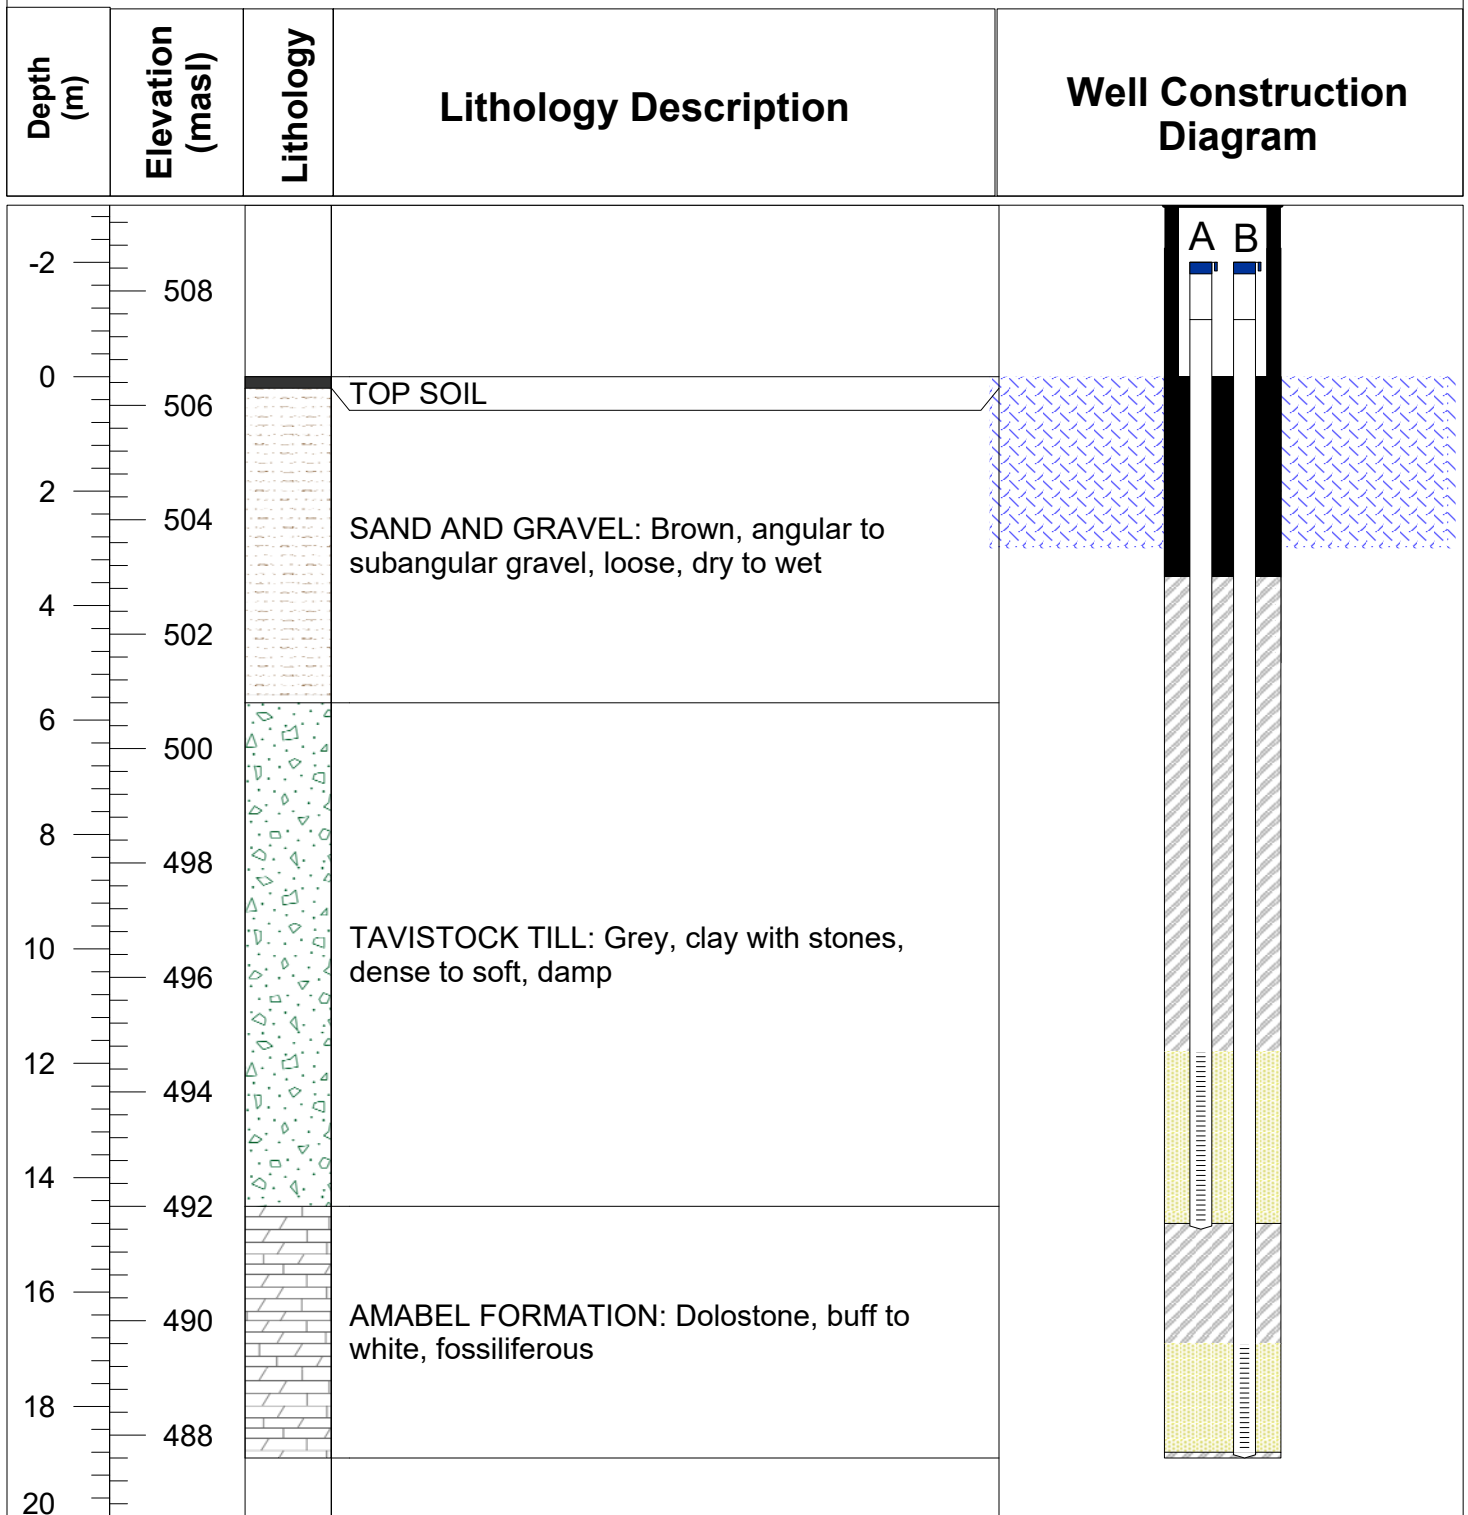 Depth
(m)
Elevation
(masl)
Lithology
Lithology Description
Well Construction
Diagram
A B
-2
508
0
TOP SOIL
506
2
504
SAND AND GRAVEL: Brown, angular to
subangular gravel, loose, dry to wet
4
502
6
500
8
498
TAVISTOCK TILL: Grey, clay with stones,
dense to soft, damp
10
496
12
494
14
492
16
AMABEL FORMATION: Dolostone, buff to
white, fossiliferous
490
18
488
20